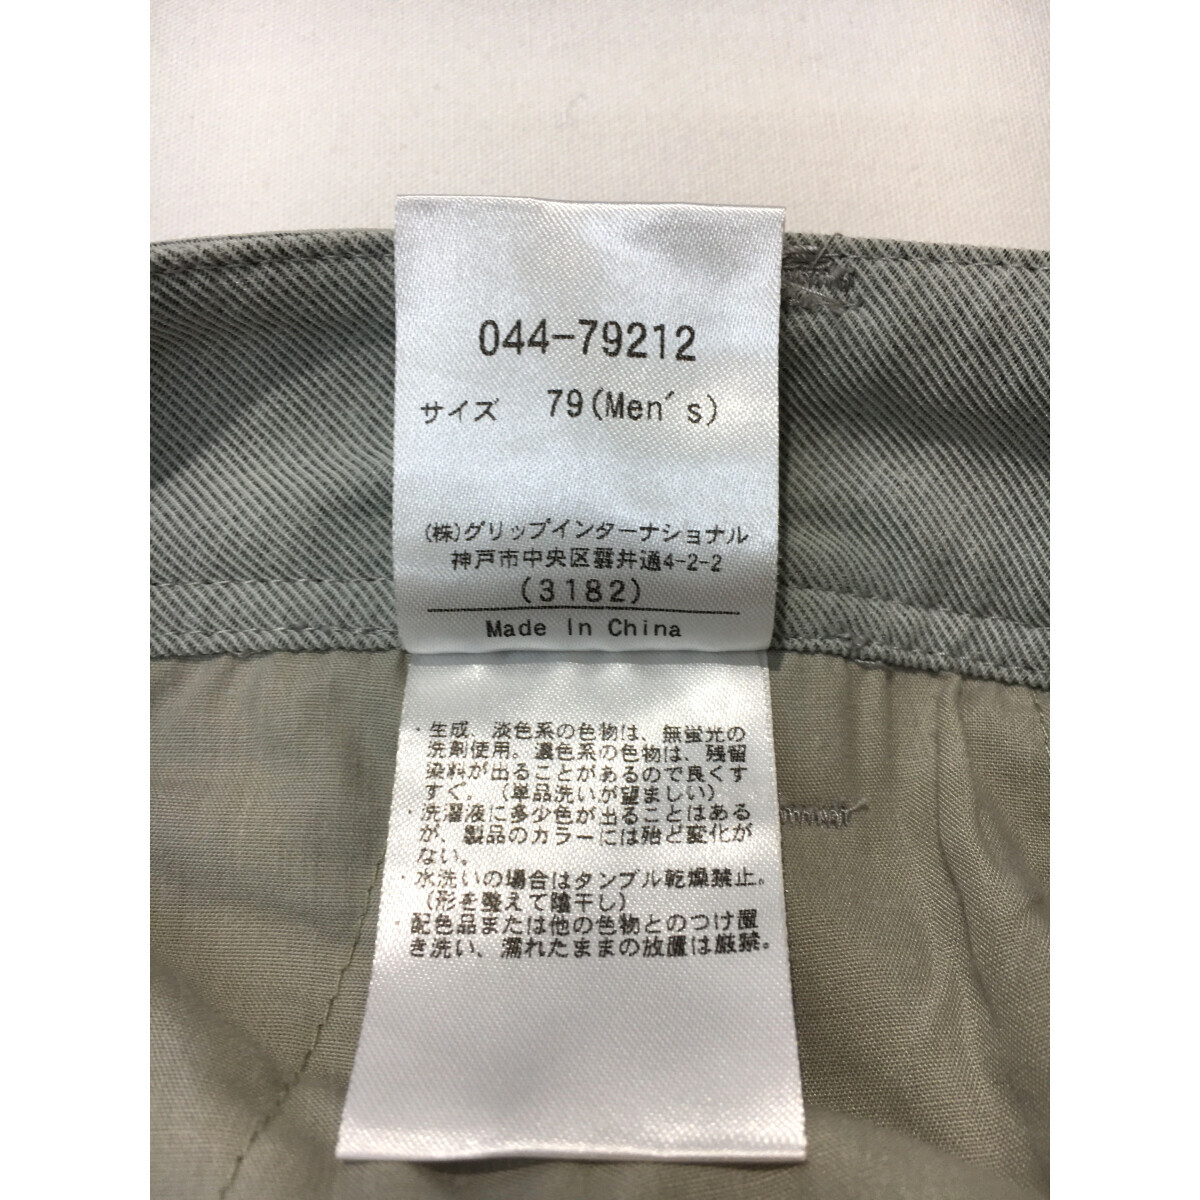 044-79212
サイズ 79(Men's)
(株)グリップインターナショナル
神戸市中央区雲井通4-2-2
(3182)
Made In China
・生成、淡色系の色物は、無蛍光の
洗剤使用。濃色系の色物は、残留
染料が出ることがあるので良くす
すぐ。(単品洗いが望ましい)
・洗濯液に多少色が出ることはある
が、製品のカラーには殆ど変化が
ない。
・水洗いの場合はタンブル乾燥禁止。
(形を整えて陰干し)
・配色品または他の色物とのつけ置
き洗い、濡れたままの放置は厳禁。